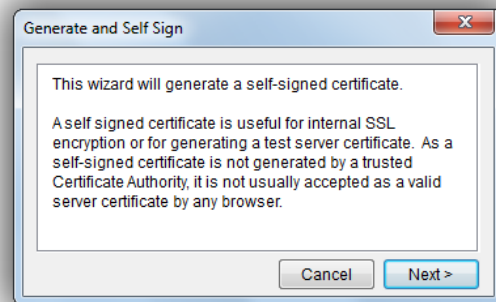 Generate and Self Sign
This wizard will generate a self-signed certificate.
A self signed certificate is useful for internal SSL
encryption or for generating a test server certificate. As a
self-signed certificate is not generated by a trusted
Certificate Authority, it is not usually accepted as a valid
server certificate by any browser.
Cancel
Next >